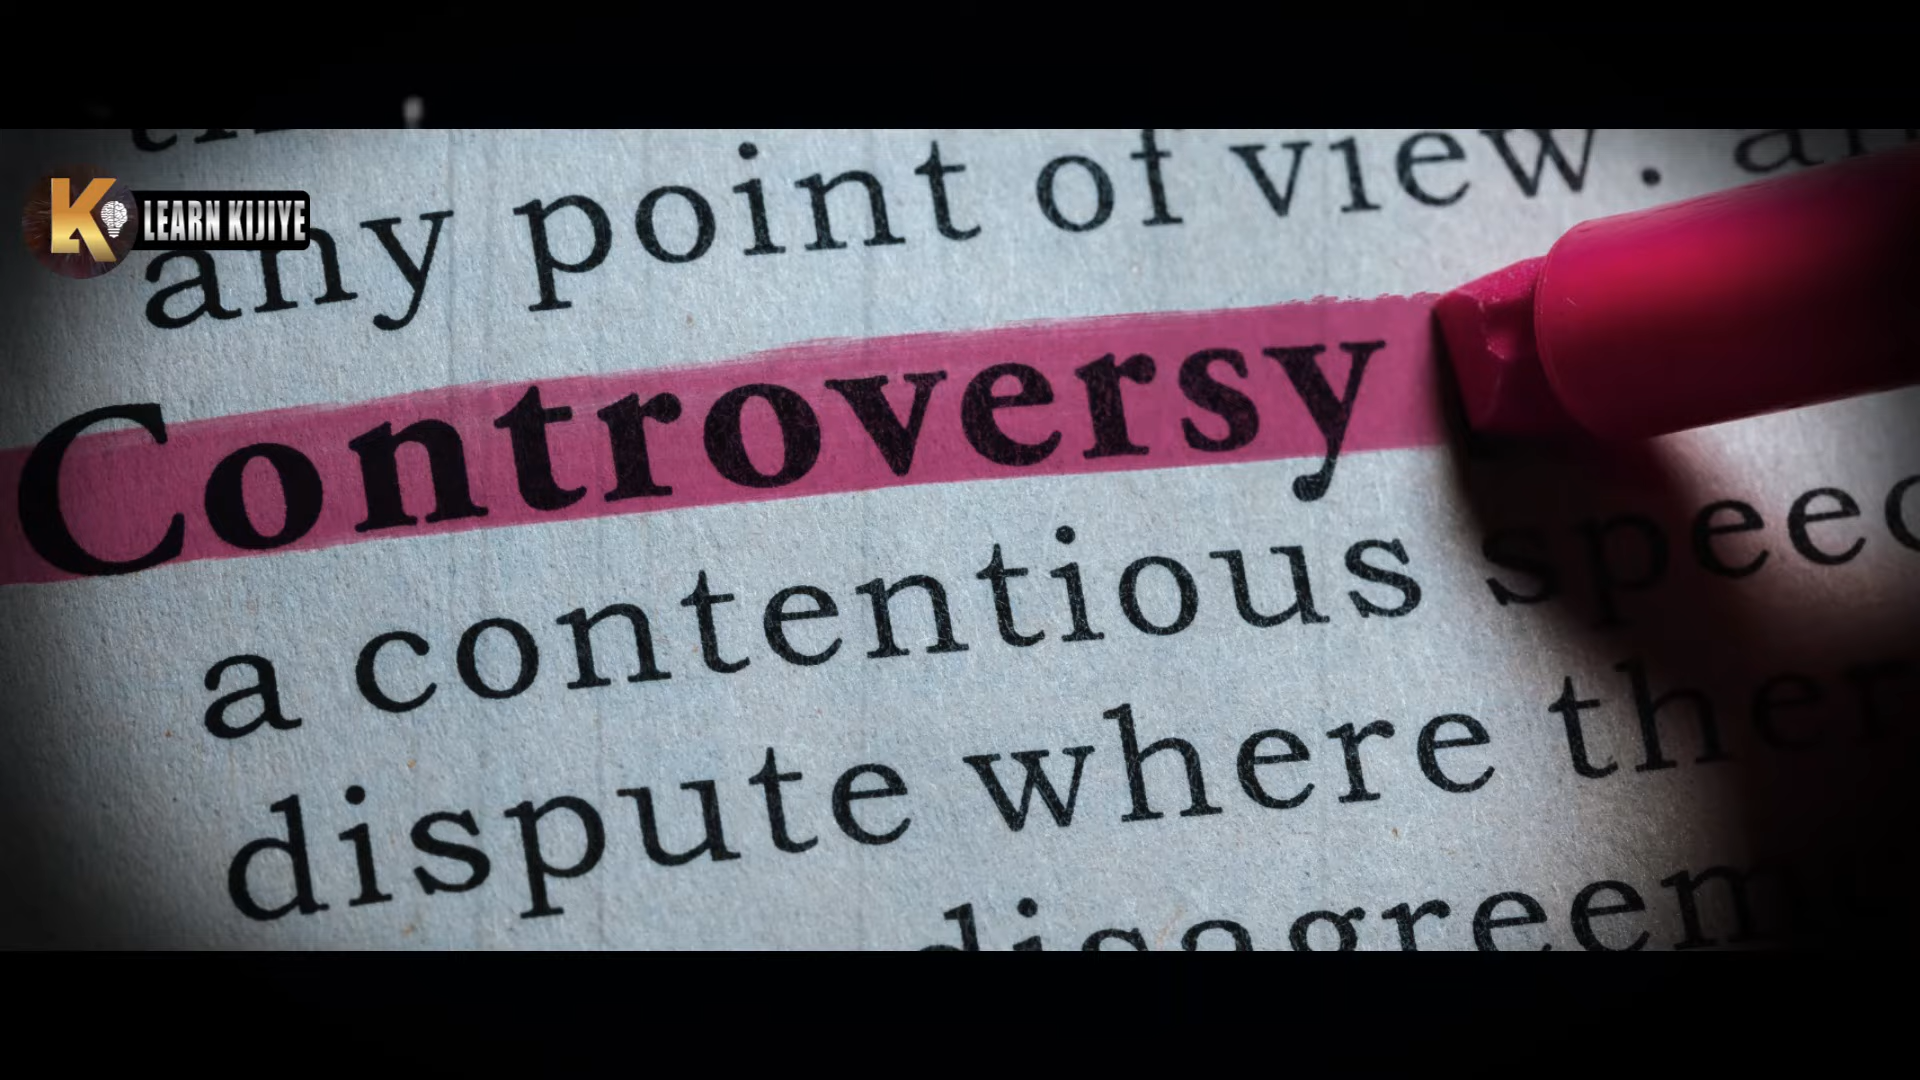 LEARN KIJIYE
any point of view.
Controversy
a contentious
dispute where